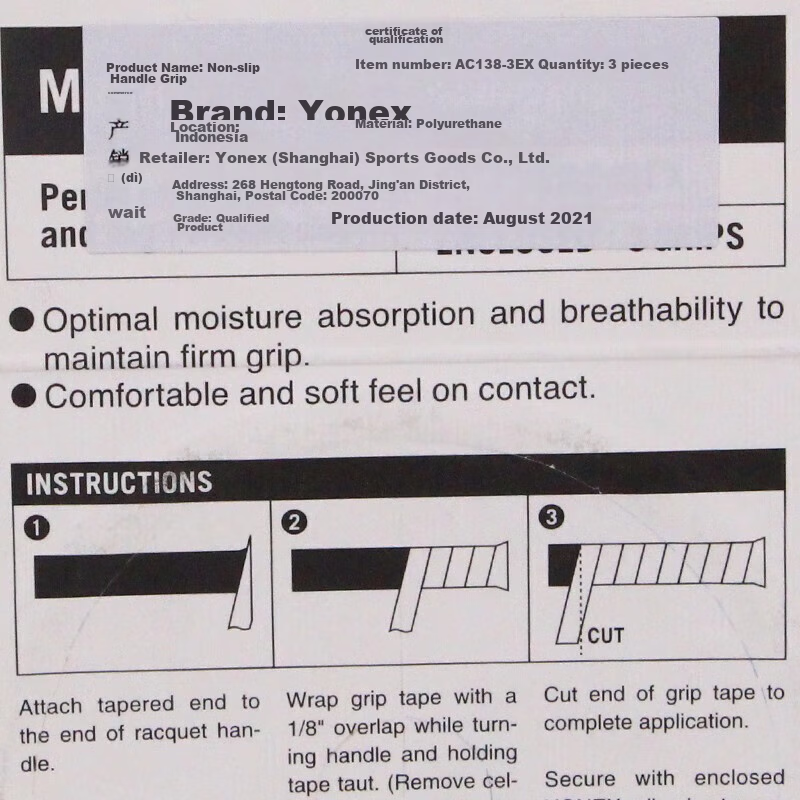 certificate of
qualification
Product Name: Non-slip
Handle Grip
Item number: AC138-3EX Quantity: 3 pieces
M
Brand: Yonex
产
Location:
Indonesia
Material: Polyurethane
Retailer: Yonex (Shanghai) Sports Goods Co., Ltd.
(dì)
Address: 268 Hengtong Road, Jing'an District,
Shanghai, Postal Code: 200070
wait
Grade: Qualified
Product
Production date: August 2021
Per
and
● Optimal moisture absorption and breathability to
maintain firm grip.
● Comfortable and soft feel on contact.
INSTRUCTIONS
1
2
3
CUT
Attach tapered end to
the end of racquet han-
dle.
Wrap grip tape with a
1/8" overlap while turn-
ing handle and holding
tape taut. (Remove cel-
Cut end of grip tape to
complete application.
Secure with enclosed